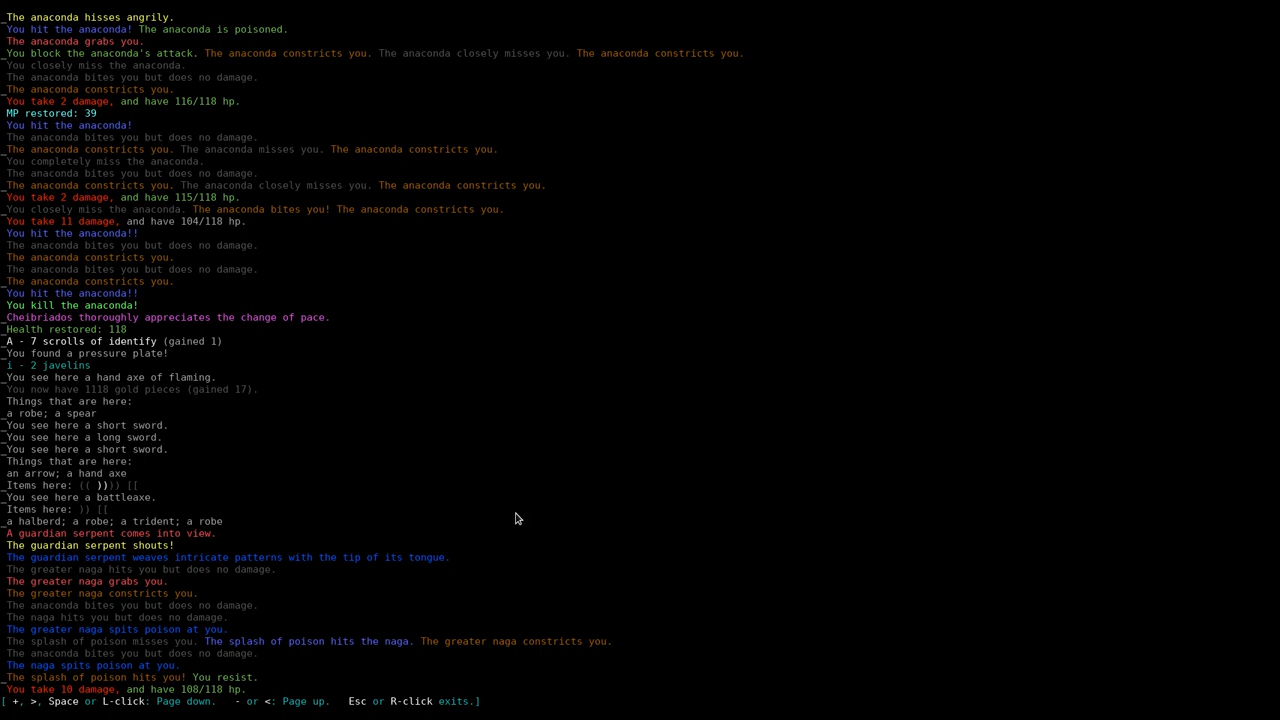 _The anaconda hisses angrily.
You hit the anaconda! The anaconda is poisoned.
The anaconda grabs you.
You block the anaconda's attack. The anaconda constricts you. The anaconda closely misses you. The anaconda constricts you.
You closely miss the anaconda.
The anaconda bites you but does no damage.
_The anaconda constricts you.
You take 2 damage, and have 116/118 hp.
MP restored: 39
You hit the anaconda!
The anaconda bites you but does no damage.
_The anaconda constricts you. The anaconda misses you. The anaconda constricts you.
You completely miss the anaconda.
The anaconda bites you but does no damage.
_The anaconda constricts you. The anaconda closely misses you. The anaconda constricts you.
You take 2 damage, and have 115/118 hp.
_You closely miss the anaconda. The anaconda bites you! The anaconda constricts you.
You take 11 damage, and have 104/118 hp.
You hit the anaconda!!
The anaconda bites you but does no damage.
The anaconda constricts you.
The anaconda bites you but does no damage.
_The anaconda constricts you.
You hit the anaconda!!
You kill the anaconda!
_Cheibriados thoroughly appreciates the change of pace.
_Health restored: 118
_A - 7 scrolls of identify (gained 1)
_You found a pressure plate!
i - 2 javelins
_You see here a hand axe of flaming.
_You now have 1118 gold pieces (gained 17).
Things that are here:
_a robe; a spear
_You see here a short sword.
_You see here a long sword.
_You see here a short sword.
Things that are here:
_an arrow; a hand axe
_Items here: (( )))) [[
_You see here a battleaxe.
Items here: )) [[
_a halberd; a robe; a trident; a robe
A guardian serpent comes into view.
The guardian serpent shouts!
The guardian serpent weaves intricate patterns with the tip of its tongue.
The greater naga hits you but does no damage.
The greater naga grabs you.
The greater naga constricts you.
The anaconda bites you but does no damage.
The naga hits you but does no damage.
The greater naga spits poison at you.
The splash of poison misses you. The splash of poison hits the naga. The greater naga constricts you.
The anaconda bites you but does no damage.
The naga spits poison at you.
_The splash of poison hits you! You resist.
You take 10 damage, and have 108/118 hp.
[ +, >, Space or L-click: Page down.   - or <: Page up.   Esc or R-click exits.]